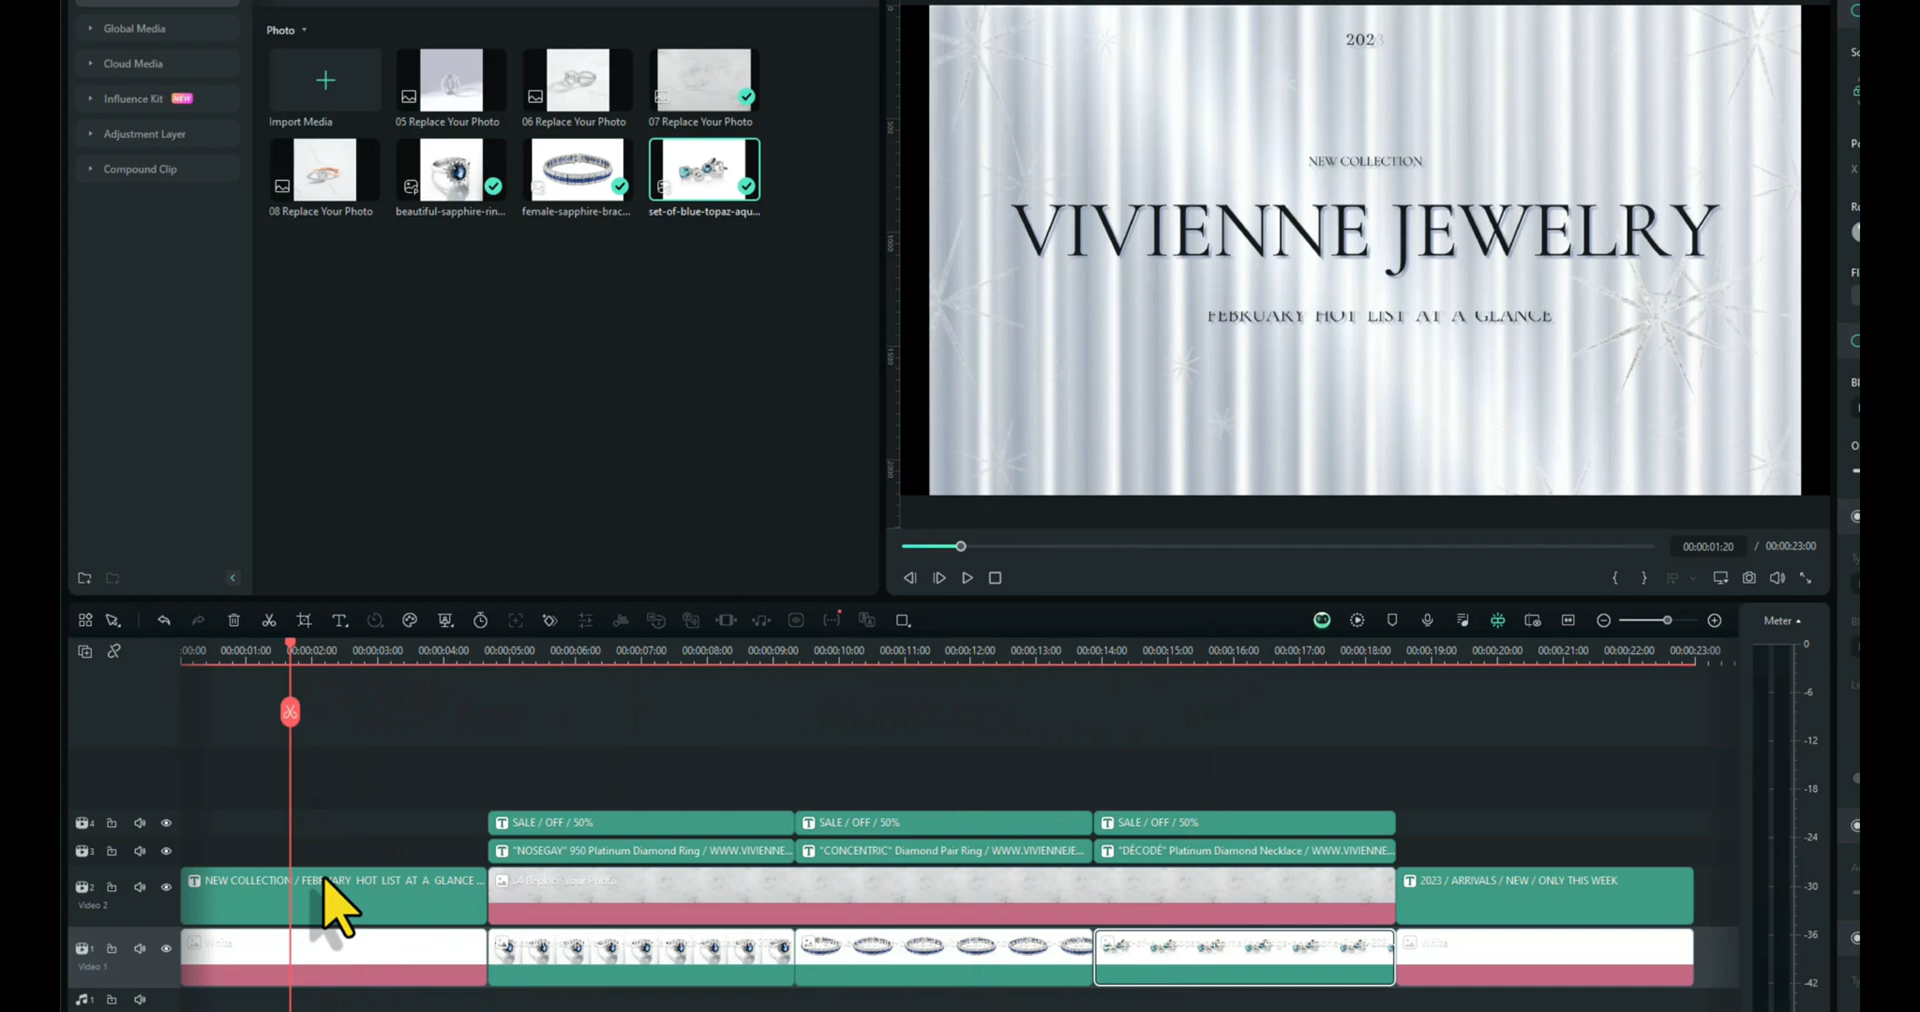 Global Media
Cloud Media
Influence Kit NEW
Adjustment Layer
Compound Clip
Photo
Import Media
05 Replace Your Photo
06 Replace Your Photo
07 Replace Your Photo
08 Replace Your Photo
beautiful-sapphire-rin...
female-sapphire-brac...
set-of-blue-topaz-aqu...
2023
NEW COLLECTION
VIVIENNE JEWELRY
FEBRUARY HOT LIST AT A GLANCE
500
1000
1500
2000
00:00:01:20 / 00:00:23:00
Meter
:00:00 00:00:01:00 00:00:02:00 00:00:03:00 00:00:04:00 00:00:05:00 00:00:06:00 00:00:07:00 00:00:08:00 00:00:09:00 00:00:10:00 00:00:11:00 00:00:12:00 00:00:13:00 00:00:14:00 00:00:15:00 00:00:16:00 00:00:17:00 00:00:18:00 00:00:19:00 00:00:20:00 00:00:21:00 00:00:22:00 00:00:23:00
0
-6
-12
-18
-24
-30
-36
-42
4
SALE / OFF / 50%
SALE / OFF / 50%
SALE / OFF / 50%
3
"NOSEGAY" 950 Platinum Diamond Ring / WWW.VIVIENNE...
"CONCENTRIC" Diamond Pair Ring / WWW.VIVIENNEJE...
"DÉCODÉ" Platinum Diamond Necklace / WWW.VIVIENNE...
2
Video 2
NEW COLLECTION / FEBRUARY HOT LIST AT A GLANCE ...
04 Replace Your Photo
2023 / ARRIVALS / NEW / ONLY THIS WEEK
1
Video 1
White
White
1